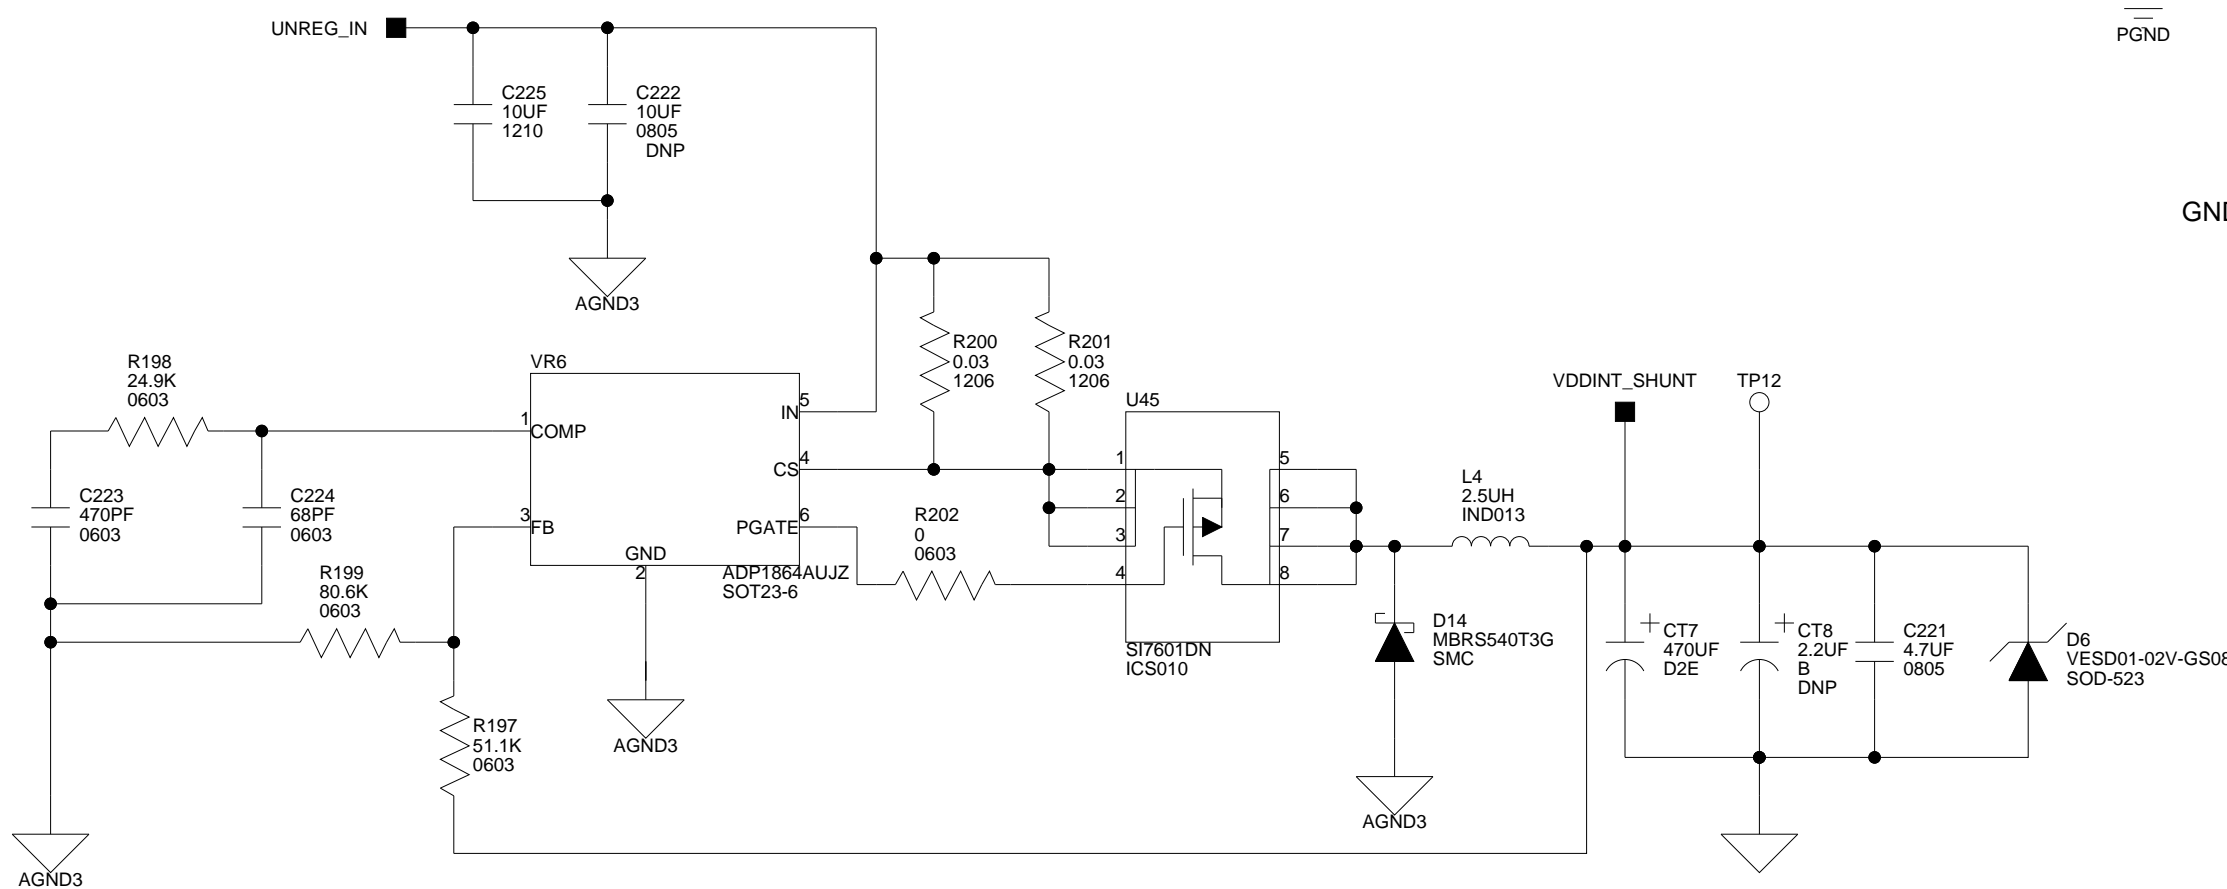 UNREG_IN
PGND
C225
10UF
1210
C222
10UF
0805
DNP
GND
AGND3
R198
24.9K
0603
VR6
R200
0.03
1206
R201
0.03
1206
U45
VDDINT_SHUNT
TP12
1
COMP
5
IN
4
CS
3
FB
6
PGATE
GND
2
ADP1864AUJZ
SOT23-6
C223
470PF
0603
C224
68PF
0603
R199
80.6K
0603
R202
0
0603
1
2
3
4
5
6
7
8
SI7601DN
ICS010
L4
2.5UH
IND013
D14
MBRS540T3G
SMC
CT7
470UF
D2E
CT8
2.2UF
B
DNP
C221
4.7UF
0805
D6
VESD01-02V-GS08
SOD-523
R197
51.1K
0603
AGND3
AGND3
AGND3